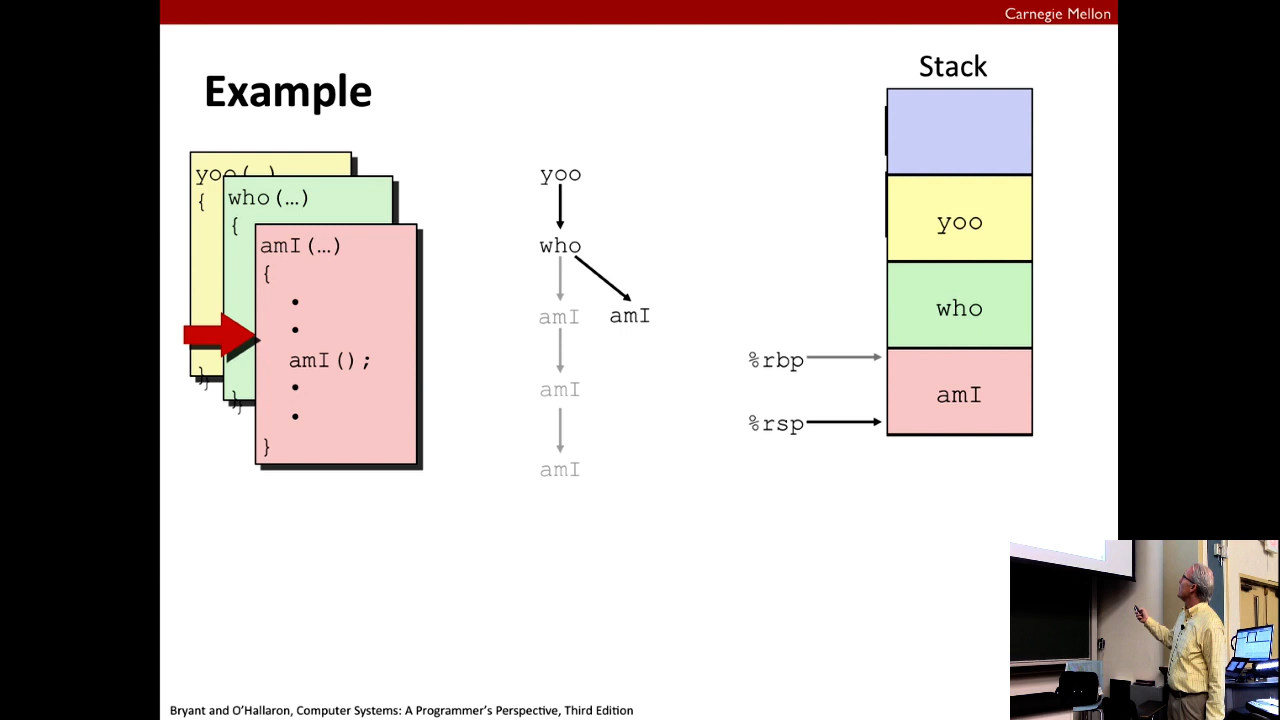 Carnegie Mellon
Example
Stack
yoo(…)
{
who(…)
{
amI(…)
{
•
•
amI();
•
•
}
}
}
yoo
who
amI
amI
amI
amI
yoo
who
amI
%rbp
%rsp
Bryant and O'Hallaron, Computer Systems: A Programmer's Perspective, Third Edition